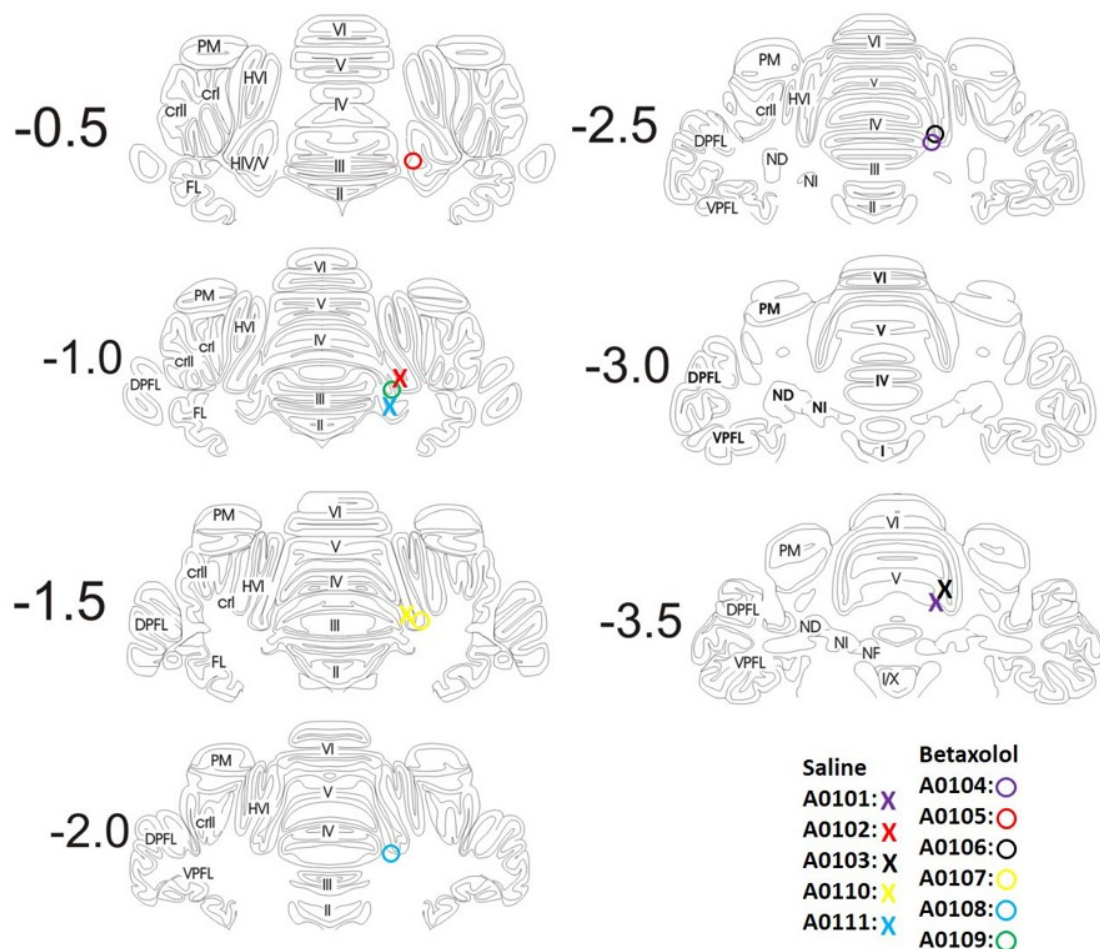 -0.5
VI
PM
V
HVI
crI
crII
IV
HIV/V
III
FL
II
-1.0
VI
PM
V
HVI
crI
IV
crII
DPFL
III
FL
II
-1.5
PM
VI
V
crII
HVI
IV
crI
DPFL
III
FL
II
-2.0
PM
VI
V
HVI
crII
IV
DPFL
VPFL
III
II
-2.5
VI
PM
V
HVI
crII
IV
DPFL
ND
III
NI
VPFL
II
-3.0
VI
PM
V
DPFL
IV
ND
NI
VPFL
I
-3.5
VI
PM
V
DPFL
ND
NI
NF
VPFL
I/X
Saline
A0101: X
A0102: X
A0103: X
A0110: X
A0111: X
Betaxolol
A0104:
A0105:
A0106:
A0107:
A0108:
A0109: